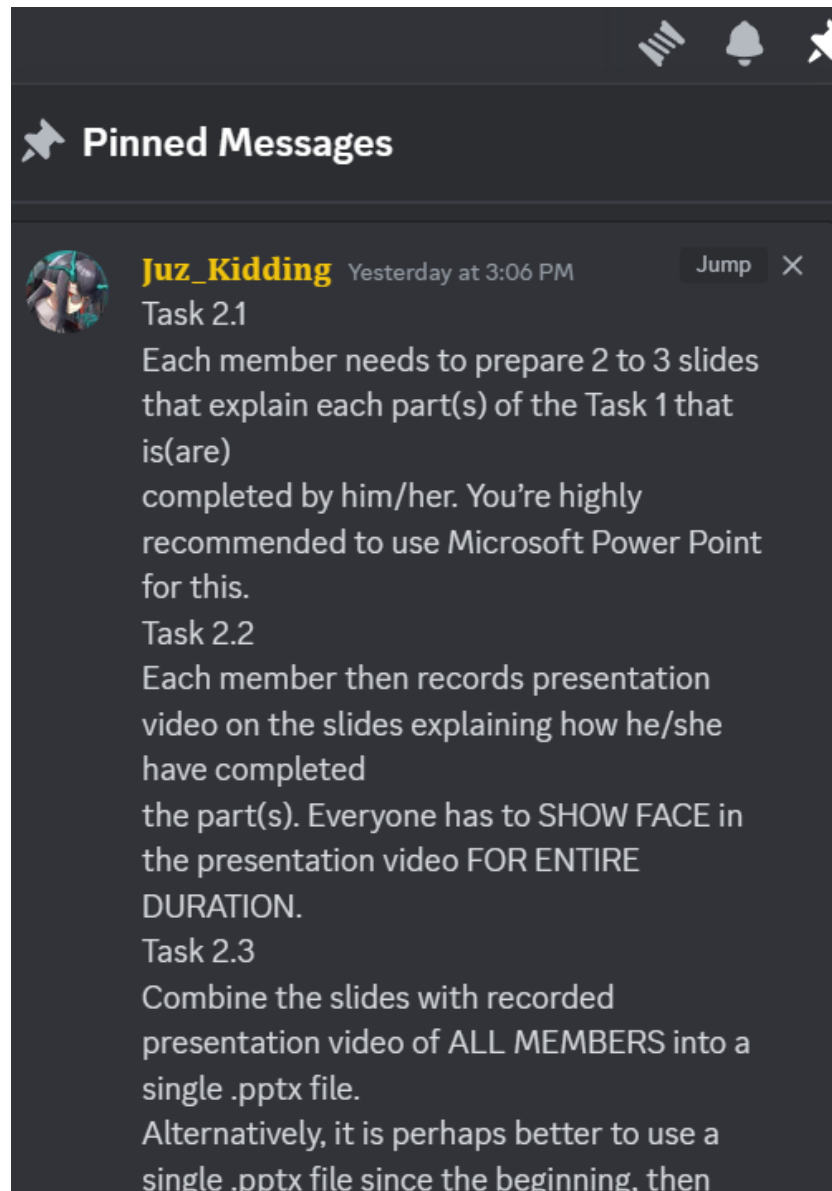 Pinned Messages
Juz_Kidding Yesterday at 3:06 PM Jump
Task 2.1
Each member needs to prepare 2 to 3 slides
that explain each part(s) of the Task 1 that
is(are)
completed by him/her. You’re highly
recommended to use Microsoft Power Point
for this.
Task 2.2
Each member then records presentation
video on the slides explaining how he/she
have completed
the part(s). Everyone has to SHOW FACE in
the presentation video FOR ENTIRE
DURATION.
Task 2.3
Combine the slides with recorded
presentation video of ALL MEMBERS into a
single .pptx file.
Alternatively, it is perhaps better to use a
single .pptx file since the beginning, then